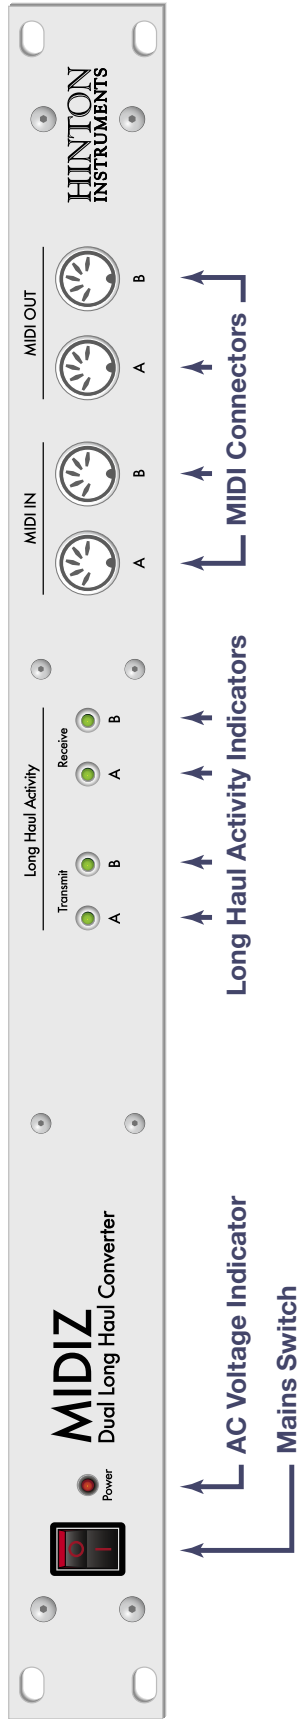 O I
Power
MIDIZ
Dual Long Haul Converter
Long Haul Activity
Transmit
Receive
A
B
A
B
MIDI IN
MIDI OUT
A
B
A
B
HINTON
INSTRUMENTS
Mains Switch
AC Voltage Indicator
Long Haul Activity Indicators
MIDI Connectors